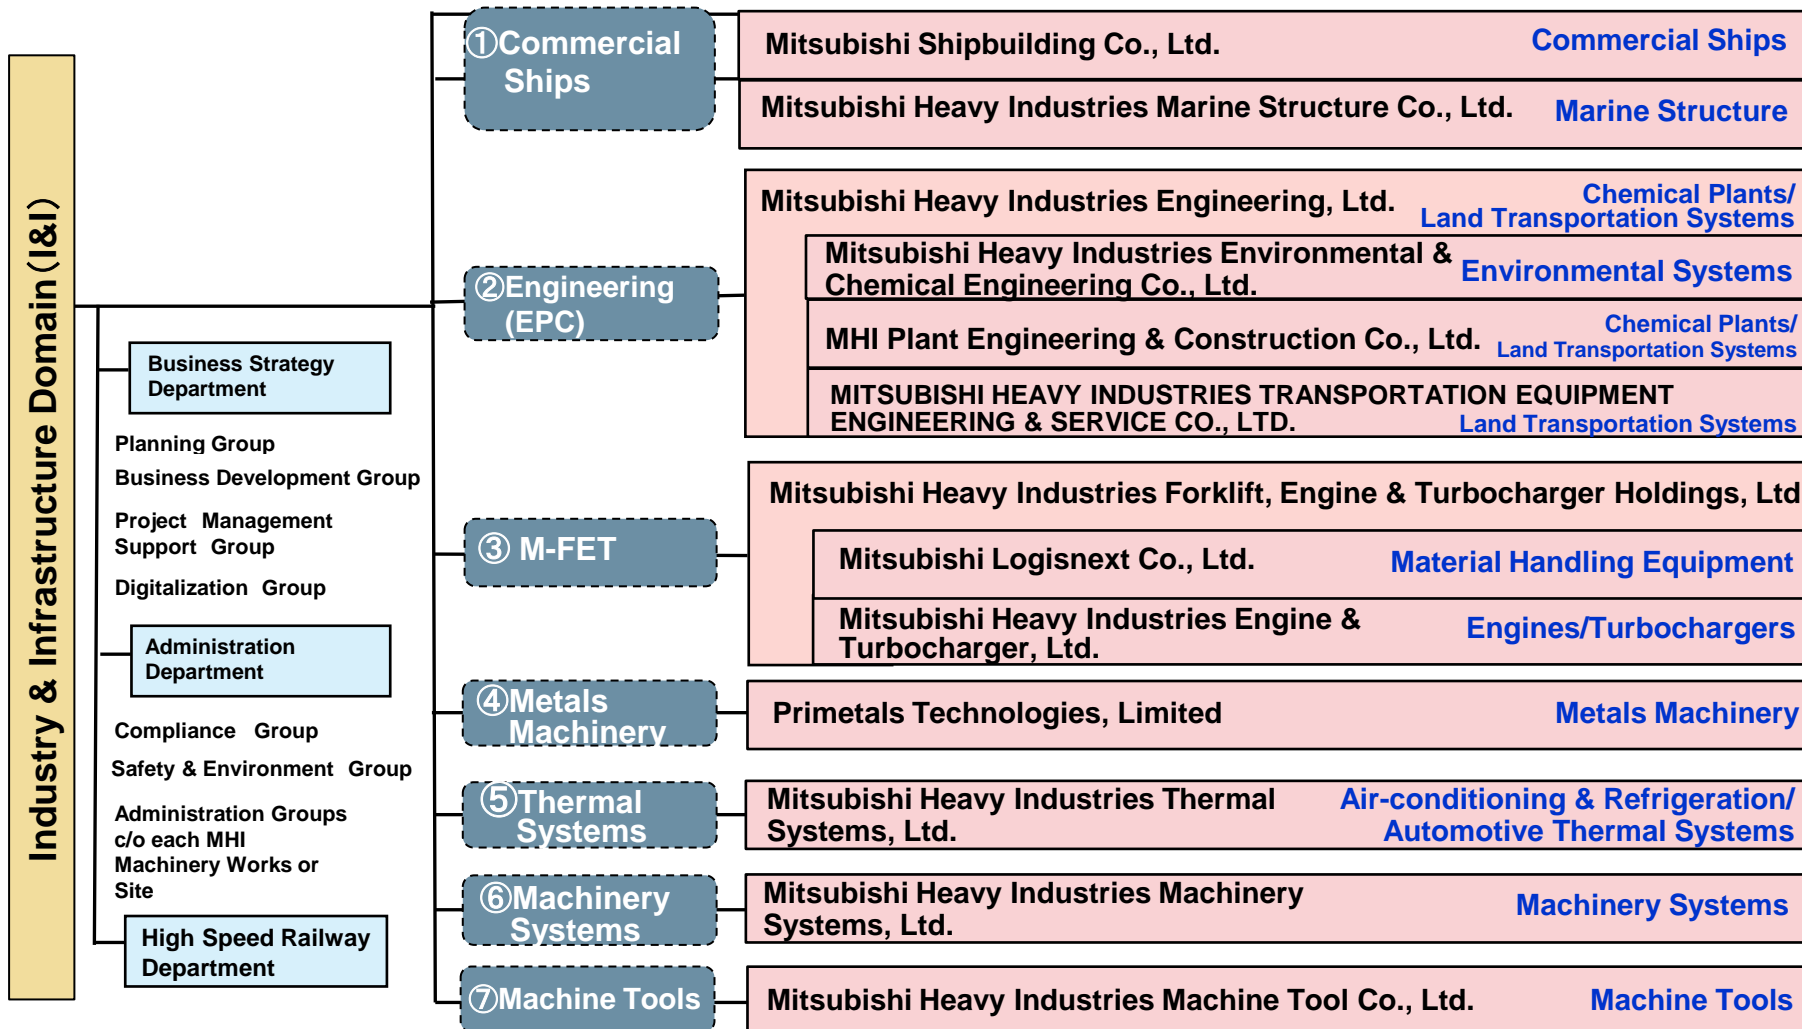 Industry & Infrastructure Domain (I&I)
Business Strategy
Department
Planning Group
Business Development Group
Project Management
Support Group
Digitalization Group
Administration
Department
Compliance Group
Safety & Environment Group
Administration Groups
c/o each MHI
Machinery Works or
Site
High Speed Railway
Department
①Commercial
Ships
Mitsubishi Shipbuilding Co., Ltd.
Commercial Ships
Mitsubishi Heavy Industries Marine Structure Co., Ltd.
Marine Structure
②Engineering
(EPC)
Mitsubishi Heavy Industries Engineering, Ltd.
Chemical Plants/
Land Transportation Systems
Mitsubishi Heavy Industries Environmental &
Chemical Engineering Co., Ltd.
Environmental Systems
MHI Plant Engineering & Construction Co., Ltd.
Chemical Plants/
Land Transportation Systems
MITSUBISHI HEAVY INDUSTRIES TRANSPORTATION EQUIPMENT
ENGINEERING & SERVICE CO., LTD.
Land Transportation Systems
③ M-FET
Mitsubishi Heavy Industries Forklift, Engine & Turbocharger Holdings, Ltd
Mitsubishi Logisnext Co., Ltd.
Material Handling Equipment
Mitsubishi Heavy Industries Engine &
Turbocharger, Ltd.
Engines/Turbochargers
④Metals
Machinery
Primetals Technologies, Limited
Metals Machinery
⑤Thermal
Systems
Mitsubishi Heavy Industries Thermal
Systems, Ltd.
Air-conditioning & Refrigeration/
Automotive Thermal Systems
⑥Machinery
Systems
Mitsubishi Heavy Industries Machinery
Systems, Ltd.
Machinery Systems
⑦Machine Tools
Mitsubishi Heavy Industries Machine Tool Co., Ltd.
Machine Tools